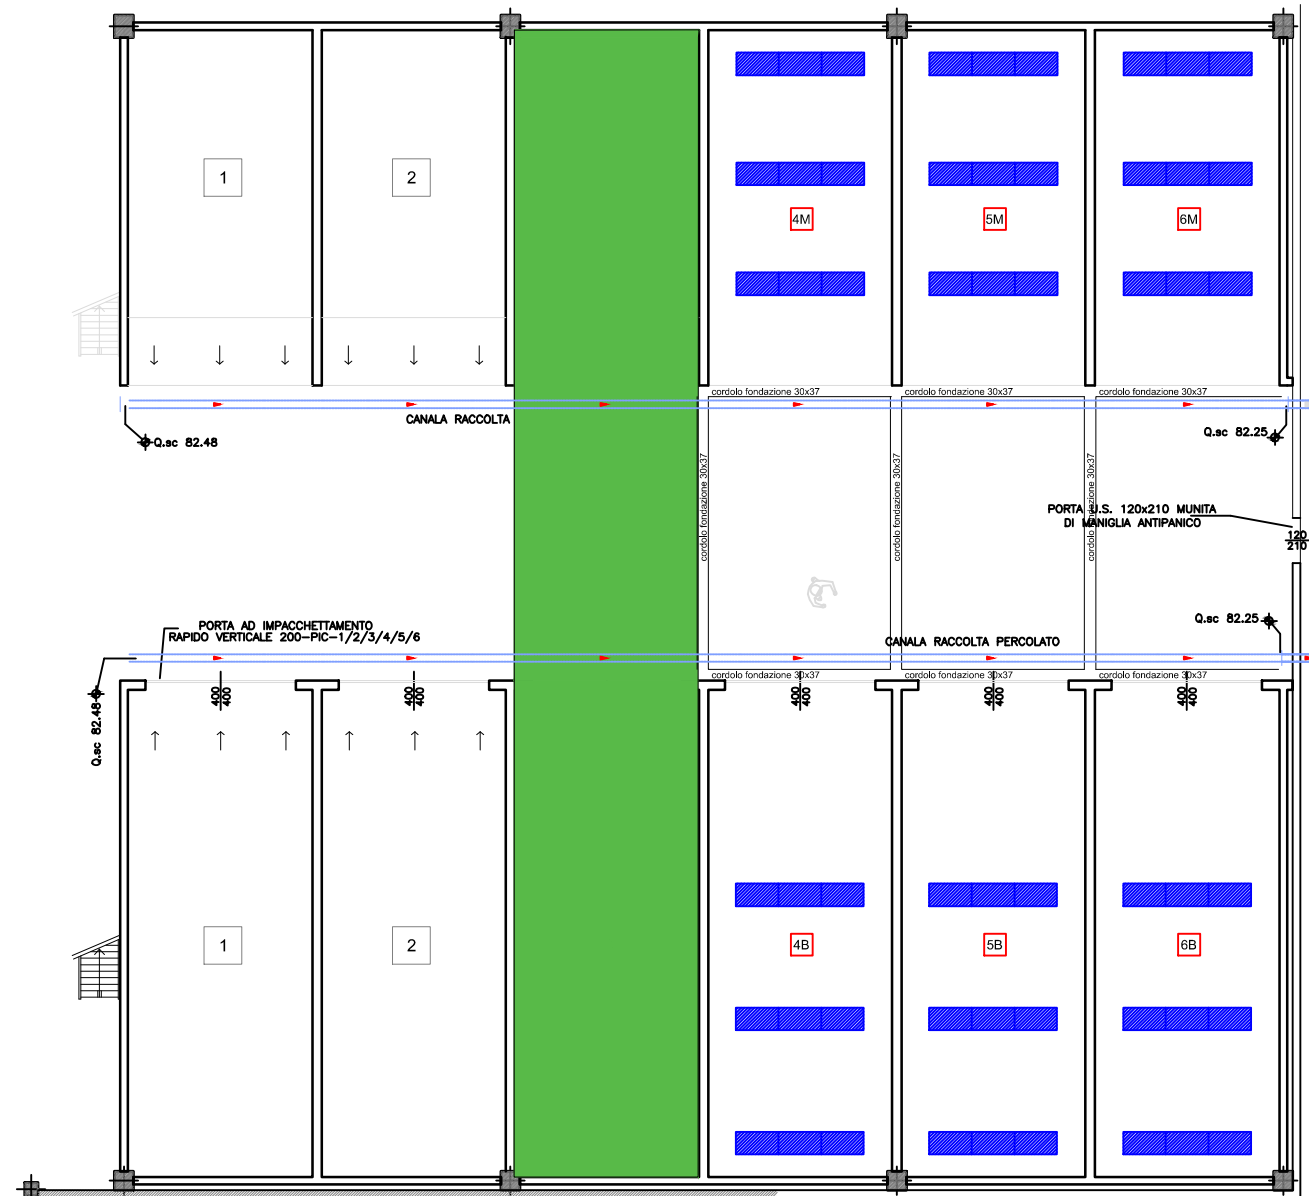 1
2
4M
5M
6M
cordolo fondazione 30x37
cordolo fondazione 30x37
cordolo fondazione 30x37
CANALA RACCOLTA
Q.sc 82.48
Q.sc 82.25
cordolo fondazione 30x37
cordolo fondazione 30x37
cordolo fondazione 30x37
PORTA U.S. 120x210 MUNITA
DI MANIGLIA ANTIPANICO
120
210
PORTA AD IMPACCHETTAMENTO
RAPIDO VERTICALE 200-PIC-1/2/3/4/5/6
Q.sc 82.25
CANALA RACCOLTA PERCOLATO
cordolo fondazione 30x37
cordolo fondazione 30x37
cordolo fondazione 30x37
Q.sc 82.48
400
400
400
400
400
400
400
400
400
400
1
2
4B
5B
6B